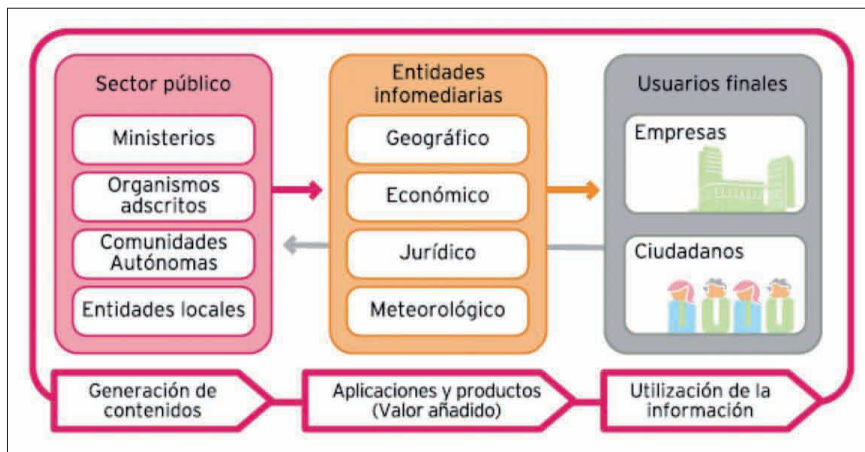 Sector público
Ministerios
Organismos
adscritos
Comunidades
Autónomas
Entidades locales
Entidades
infomediarias
Geográfico
Económico
Jurídico
Meteorológico
Usuarios finales
Empresas
Ciudadanos
Generación de
contenidos
Aplicaciones y productos
(Valor añadido)
Utilización de la
información